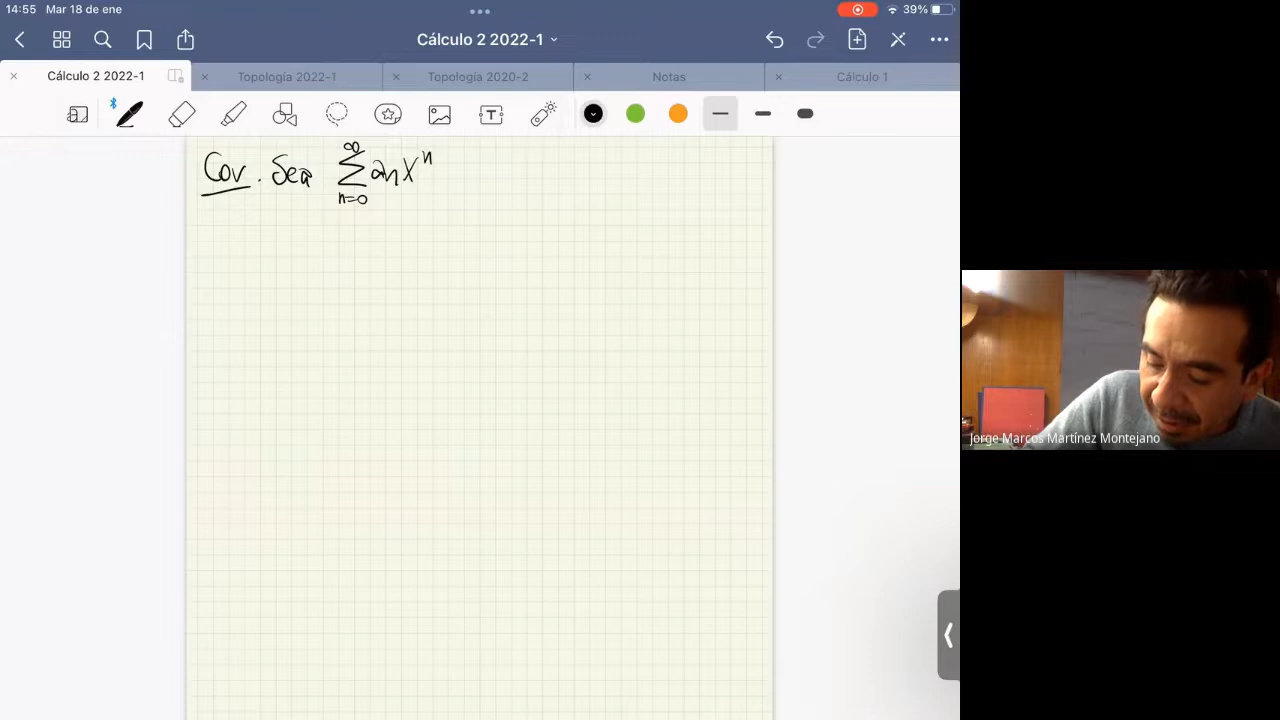 14:55 Mar 18 de ene
39%
Cálculo 2 2022-1
Cálculo 2 2022-1
Topología 2022-1
Topología 2020-2
Notas
Cálculo 1
T
Cor. Sea ∑_{n=0}^{∞} a_n x^n
Jorge Marcos Martínez Montejano